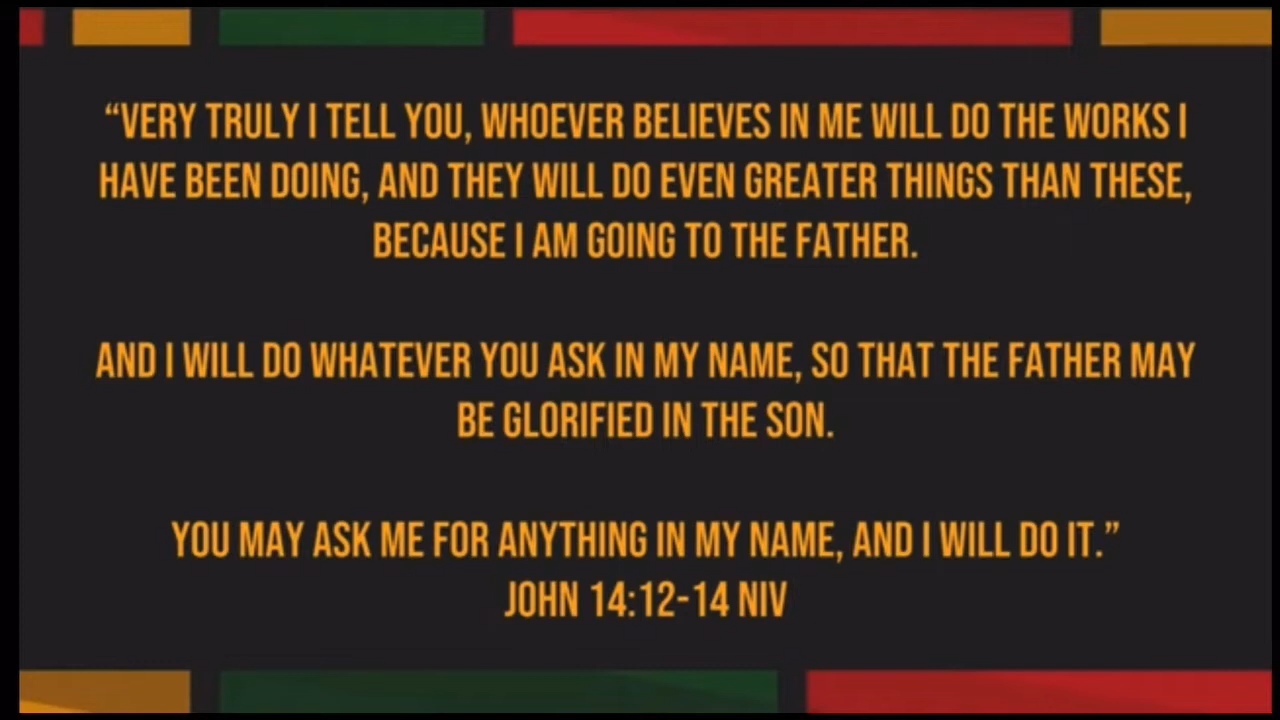 “VERY TRULY I TELL YOU, WHOEVER BELIEVES IN ME WILL DO THE WORKS I
HAVE BEEN DOING, AND THEY WILL DO EVEN GREATER THINGS THAN THESE,
BECAUSE I AM GOING TO THE FATHER.
AND I WILL DO WHATEVER YOU ASK IN MY NAME, SO THAT THE FATHER MAY
BE GLORIFIED IN THE SON.
YOU MAY ASK ME FOR ANYTHING IN MY NAME, AND I WILL DO IT.”
JOHN 14:12-14 NIV